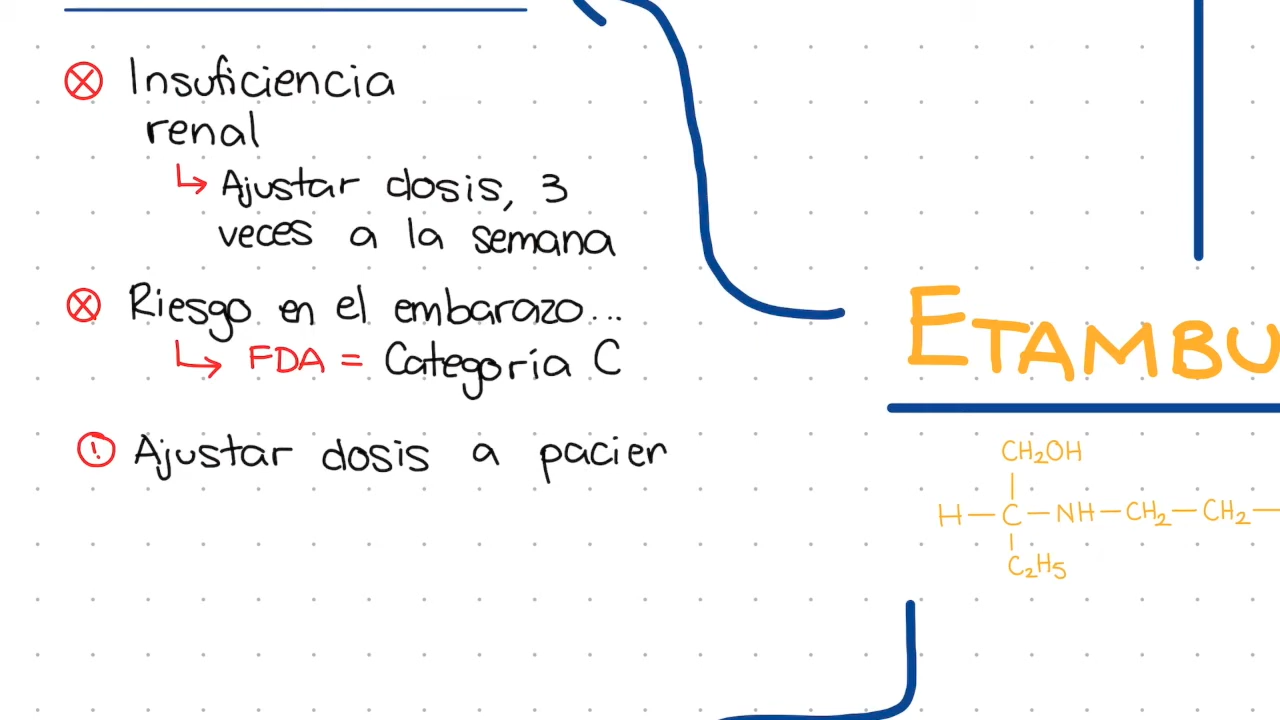 Insuficiencia
renal
↳ Ajustar dosis, 3
veces a la semana
Riesgo en el embarazo...
↳ FDA = Categoría C
! Ajustar dosis a pacien
ETAMBU
CH₂OH
H — C — NH — CH₂ — CH₂ —
C₂H₅